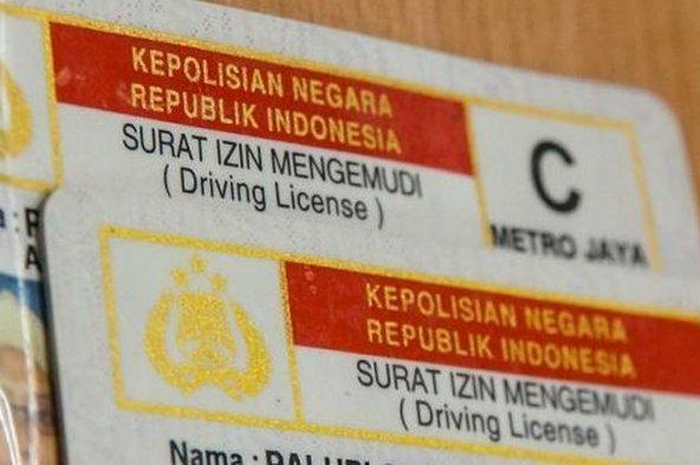 KEPOLISIAN NEGARA
REPUBLIK INDONESIA
SURAT IZIN MENGEMUDI
( Driving License )
C
METRO JAYA
KEPOLISIAN NEGARA
REPUBLIK INDONESIA
SURAT IZIN MENGEMUDI
( Driving License )
Nama :